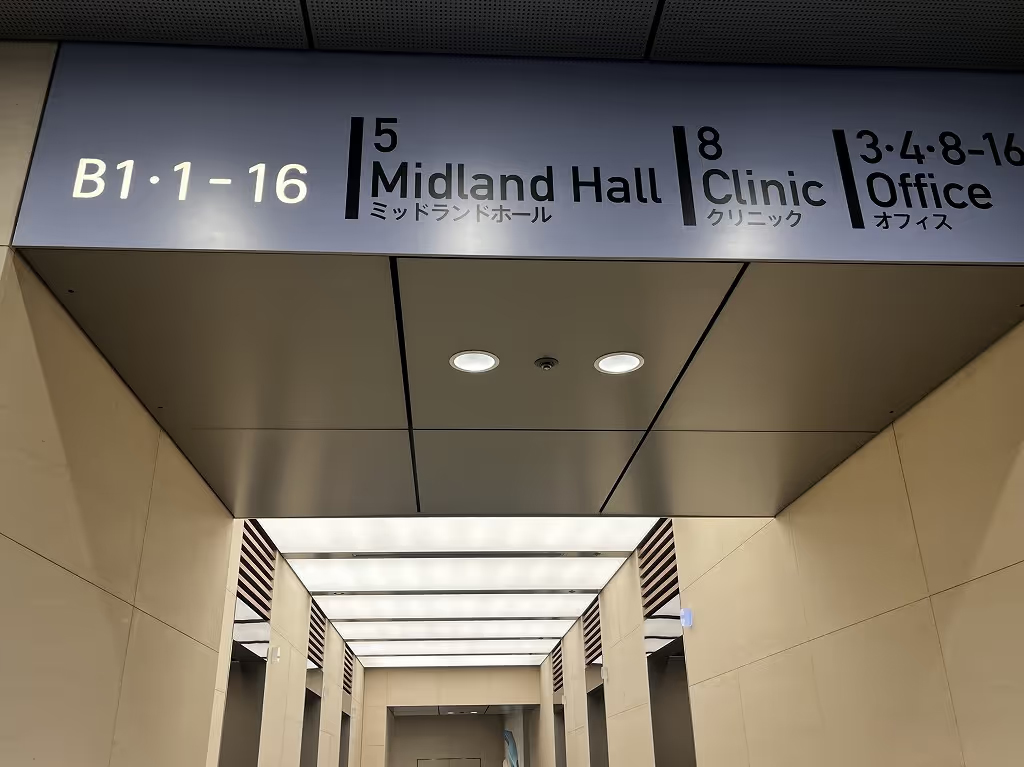 B1・1-16
5
Midland Hall
ミッドランドホール
8
Clinic
クリニック
3・4・8-16
Office
オフィス